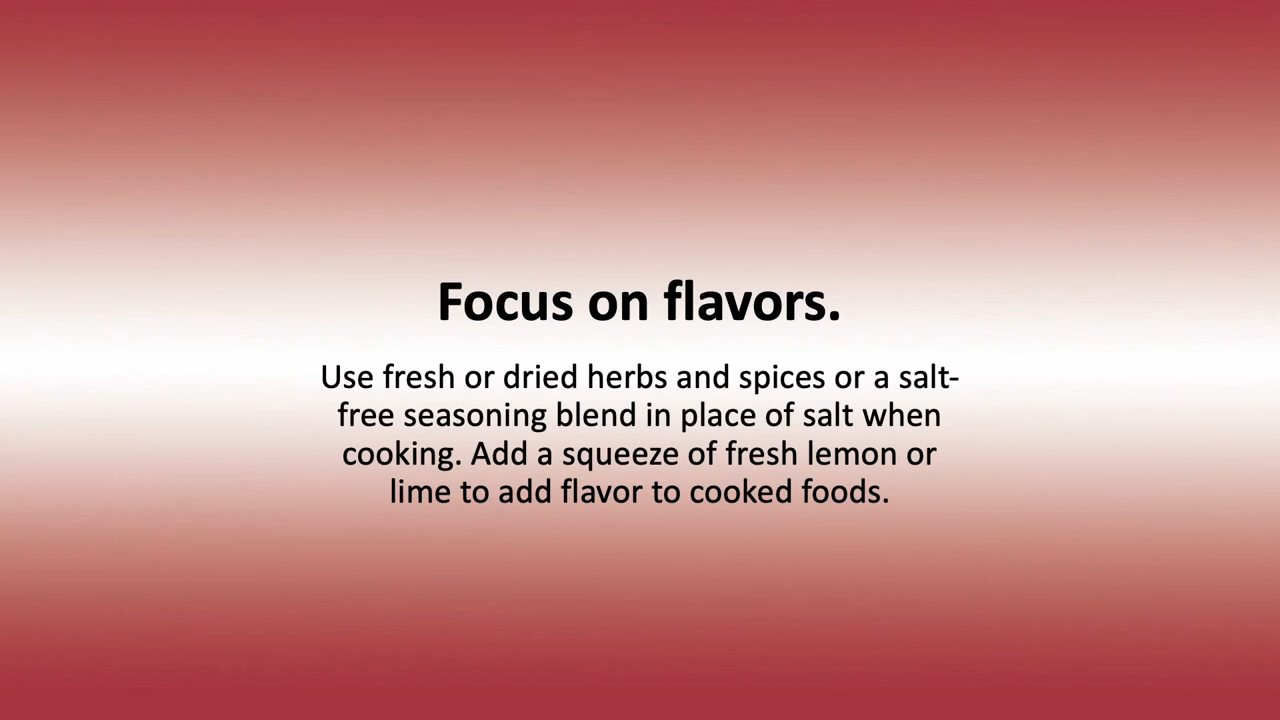 Focus on flavors.
Use fresh or dried herbs and spices or a salt-
free seasoning blend in place of salt when
cooking. Add a squeeze of fresh lemon or
lime to add flavor to cooked foods.